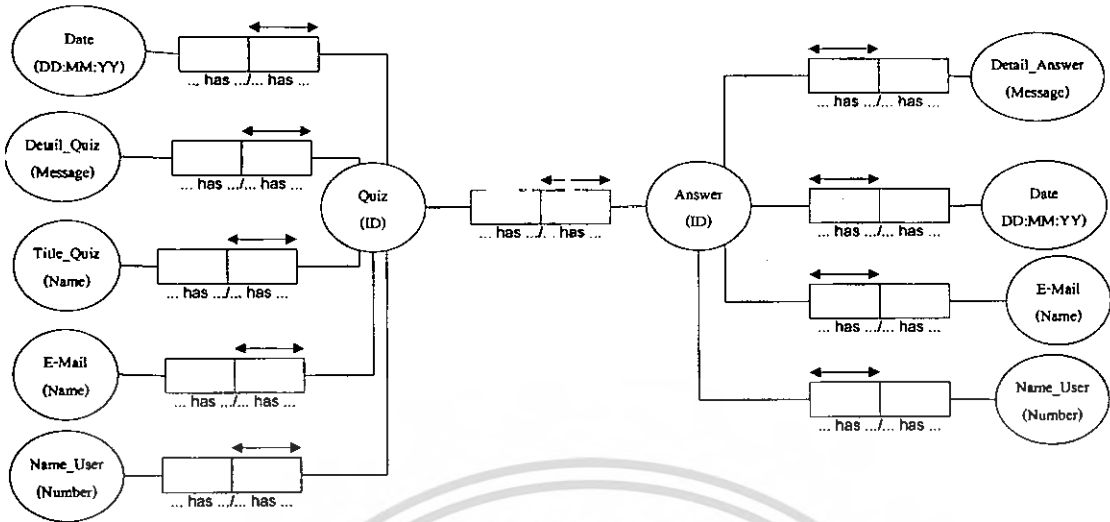 Date
(DD:MM:YY)
... has .../... has ...
Detail_Quiz
(Message)
... has .../... has ...
Title_Quiz
(Name)
... has .../... has ...
E-Mail
(Name)
... has .../... has ...
Name_User
(Number)
... has .../... has ...
Quiz
(ID)
... has .../... has ...
Answer
(ID)
... has .../... has ...
Detail_Answer
(Message)
... has .../... has ...
Date
DD:MM:YY)
... has .../... has ...
E-Mail
(Name)
... has .../... has ...
Name_User
(Number)